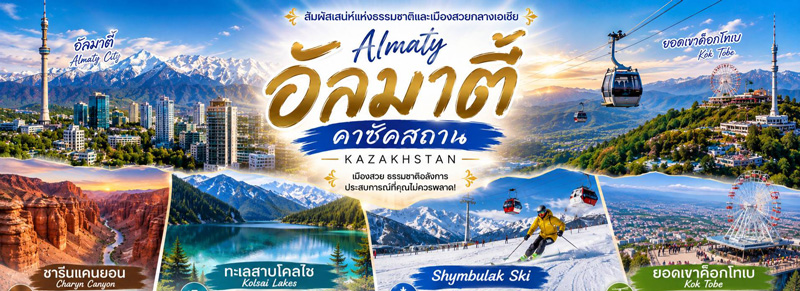 สัมผัสเสน่ห์แห่งธรรมชาติและเมืองสวยกลางเอเชีย
อัลมาตี้
Almaty City
Almaty
อัลมาตี้
คาซัคสถาน
KAZAKHSTAN
เมืองสวย ธรรมชาติอลังการ
ประสบการณ์ที่คุณไม่ควรพลาด!
ยอดเขาค็อกโทเบ
Kok Tobe
ชารีนแคนยอน
Charyn Canyon
ทะเลสาบโคลไซ
Kolsai Lakes
Shymbulak Ski
ยอดเขาค็อกโทเบ
Kok Tobe